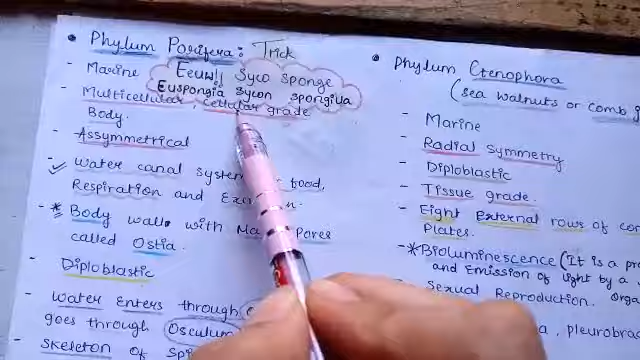 • Phylum Porifera: Trick
- Marine
Eeuw!! Syco sponge
Euspongia sycon spongilla
- Multicellular, cellular grade
Body.
- Assymmetrical
- Water canal system food,
Respiration and
* Body wall with Pores
called Ostia.
- Diploblastic
- Water Enters through
goes through Osculum
- Skeleton of
• Phylum Ctenophora
(sea walnuts or comb
- Marine
- Radial symmetry
- Diploblastic
- Tissue grade.
- Eight External rows of
Plates.
- * Bioluminescence (It is a
and Emission of light by a
Sexual Reproduction.